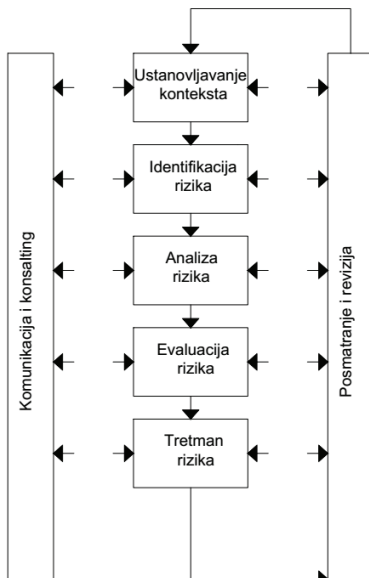 Ustanovljavanje
konteksta
Identifikacija
rizika
Analiza
rizika
Evaluacija
rizika
Tretman
rizika
Komunikacija i konsalting
Posmatranje i revizija